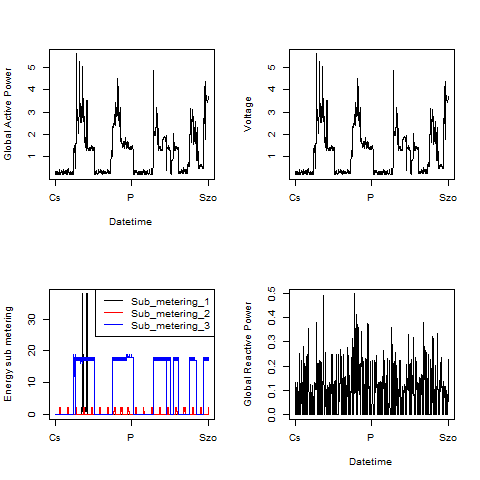 Global Active Power
5
4
3
2
1
Cs
P
Szo
Datetime
Voltage
5
4
3
2
1
Cs
P
Szo
Energy sub metering
30
20
10
0
Sub_metering_1
Sub_metering_2
Sub_metering_3
Cs
P
Szo
Global Reactive Power
0.5
0.4
0.3
0.2
0.1
0.0
Cs
P
Szo
Datetime